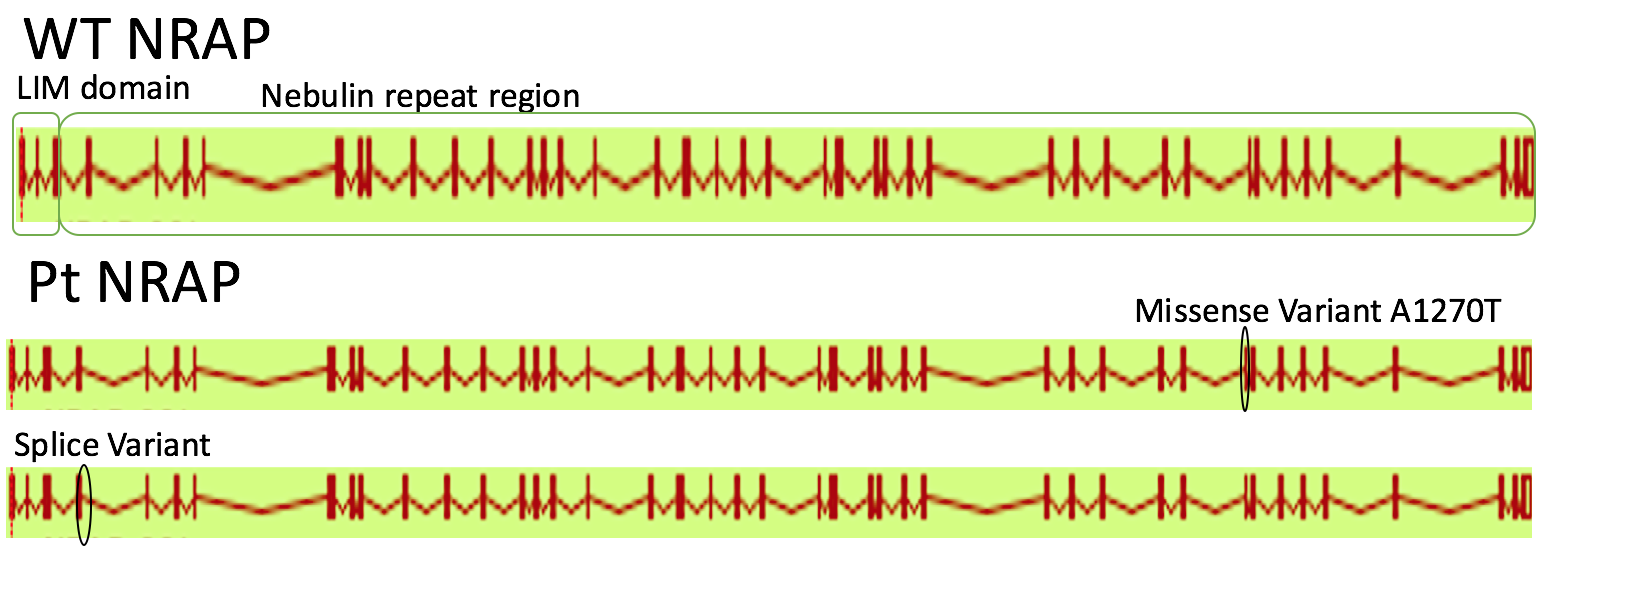 WT NRAP
LIM domain
Nebulin repeat region
Pt NRAP
Missense Variant A1270T
Splice Variant